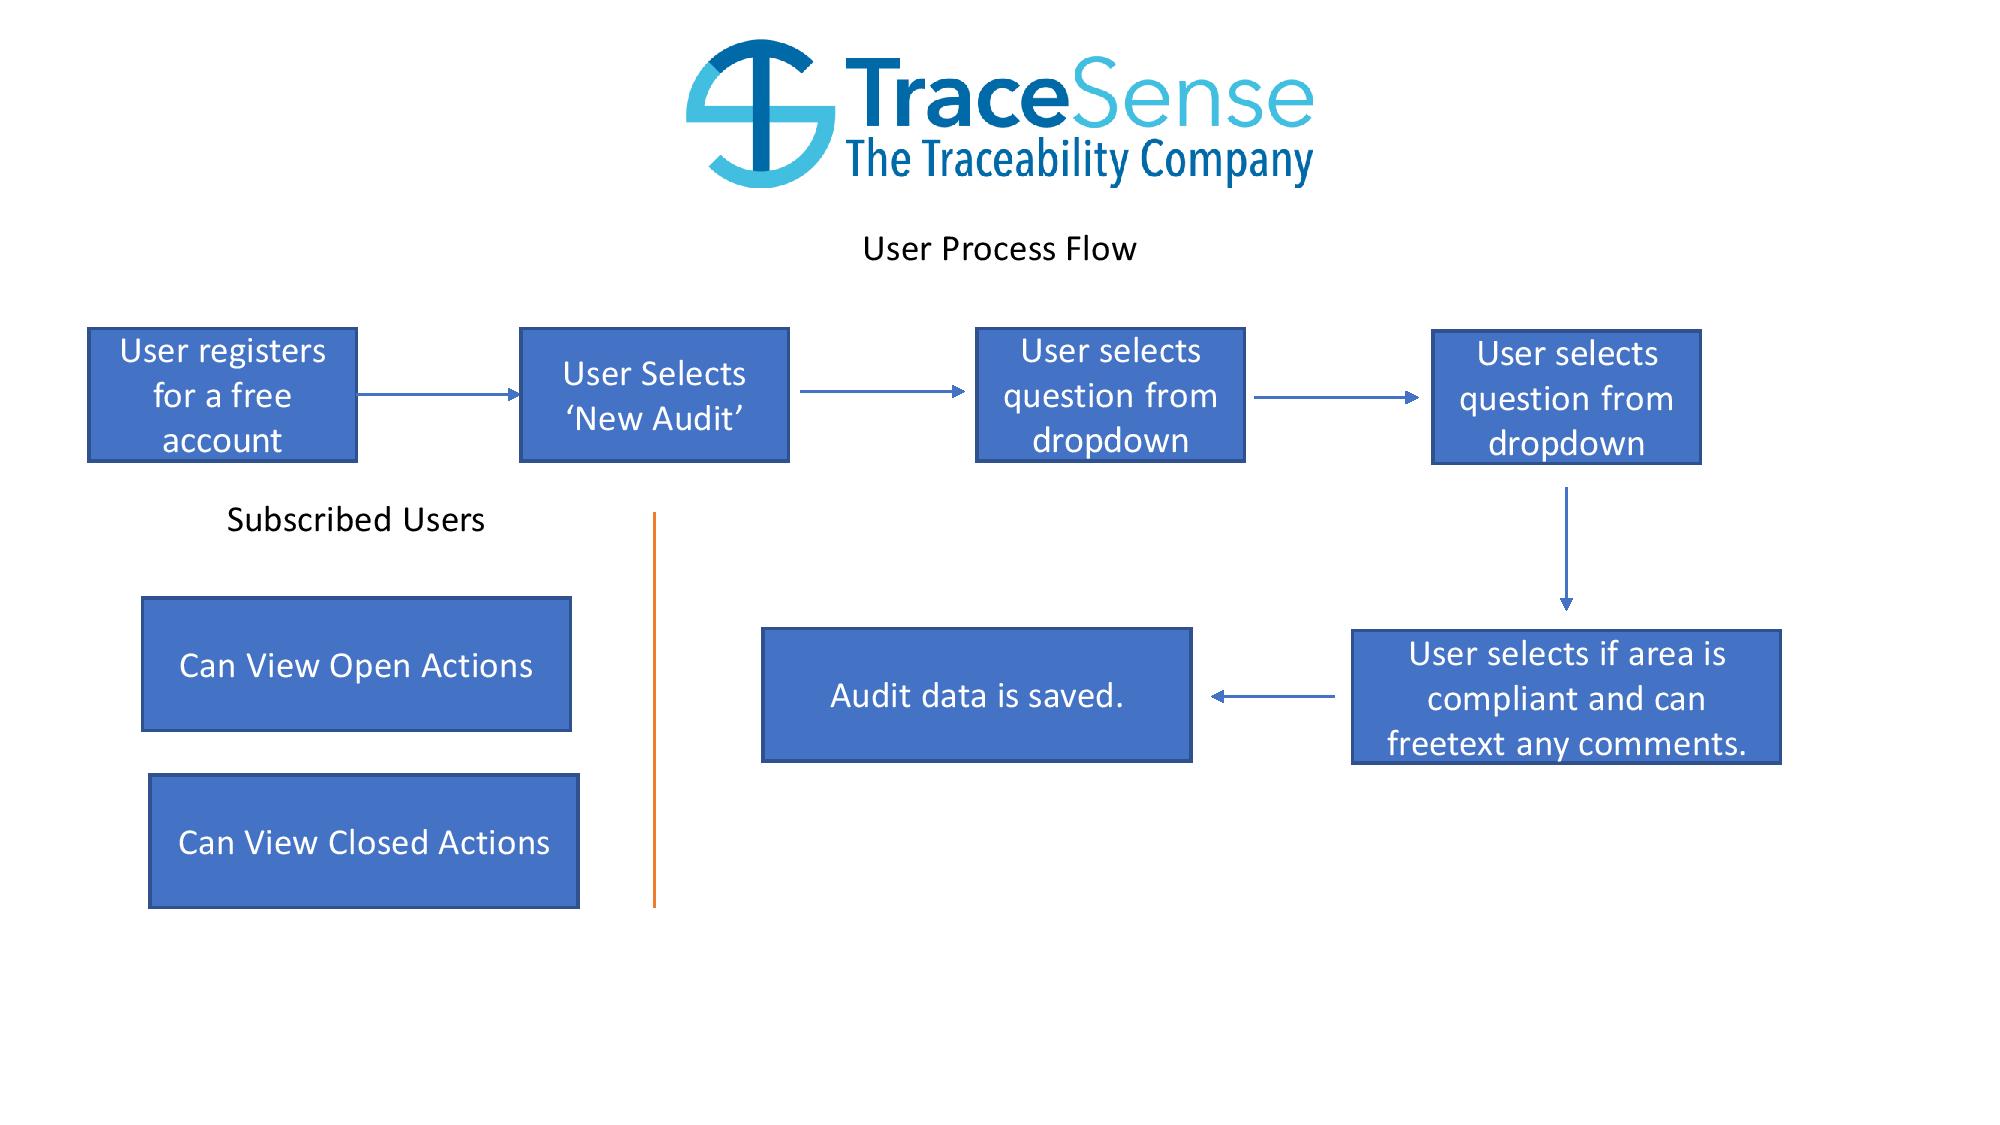 TraceSense
The Traceability Company
User Process Flow
User registers
for a free
account
User Selects
‘New Audit’
User selects
question from
dropdown
User selects
question from
dropdown
Subscribed Users
Can View Open Actions
Can View Closed Actions
User selects if area is
compliant and can
freetext any comments.
Audit data is saved.